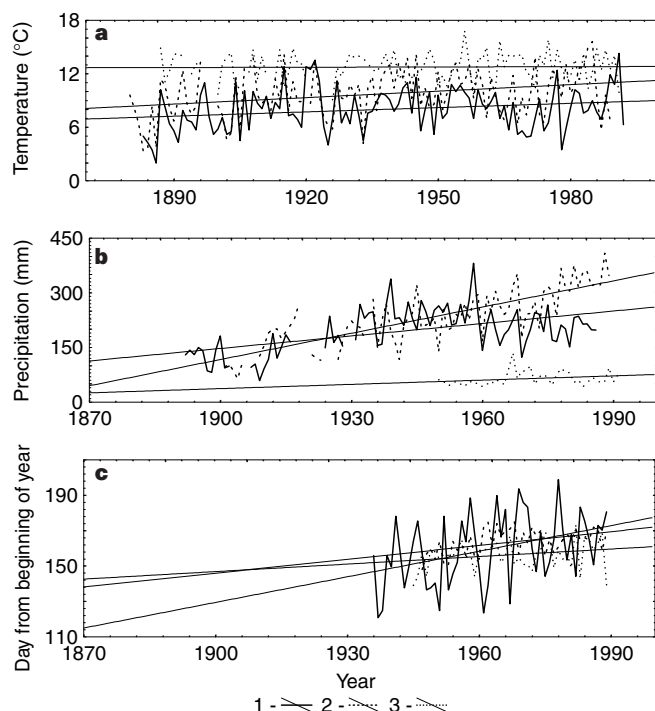 a
Temperature (°C)
18
12
6
0
1890 1920 1950 1980
b
Precipitation (mm)
450
300
150
0
1870 1900 1930 1960 1990
c
Day from beginning of year
190
150
110
1870 1900 1930 1960 1990
Year
1 - 2 - 3 -